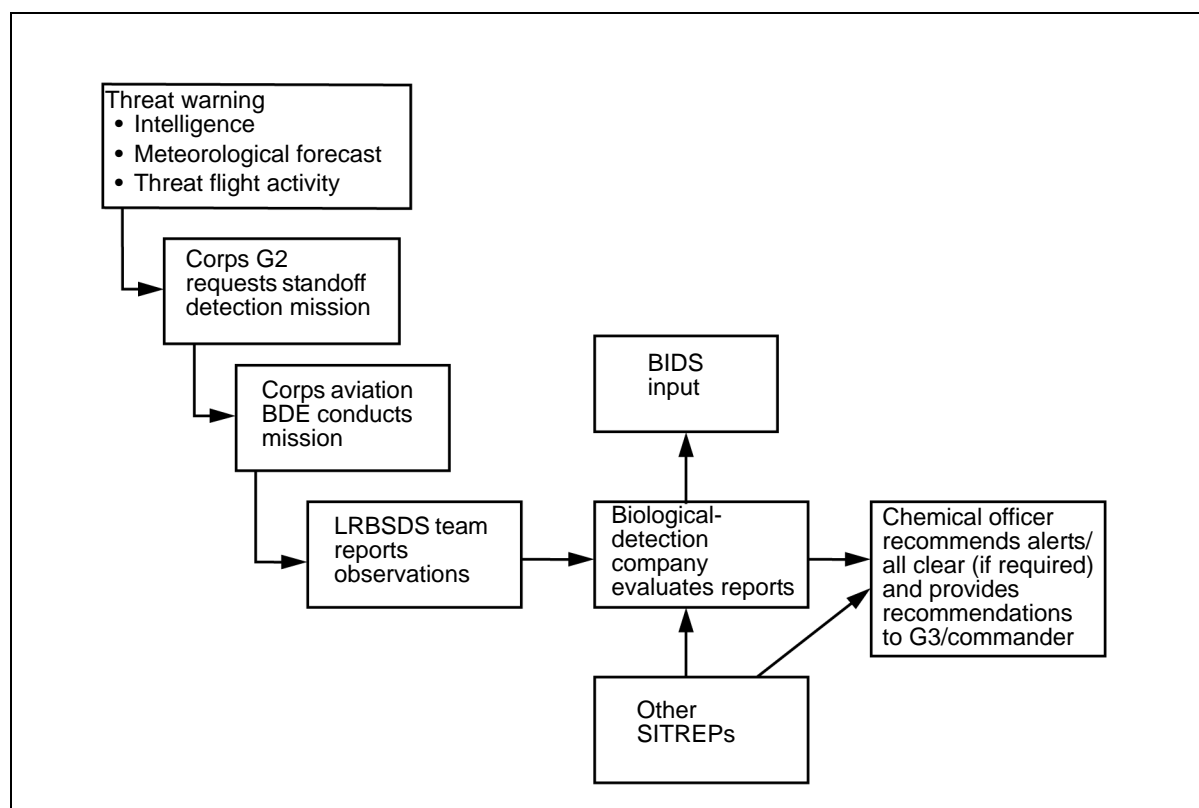 Threat warning
• Intelligence
• Meteorological forecast
• Threat flight activity
Corps G2
requests standoff
detection mission
Corps aviation
BDE conducts
mission
BIDS
input
LRBSDS team
reports
observations
Biological-
detection
company
evaluates reports
Chemical officer
recommends alerts/
all clear (if required)
and provides
recommendations
to G3/commander
Other
SITREPs